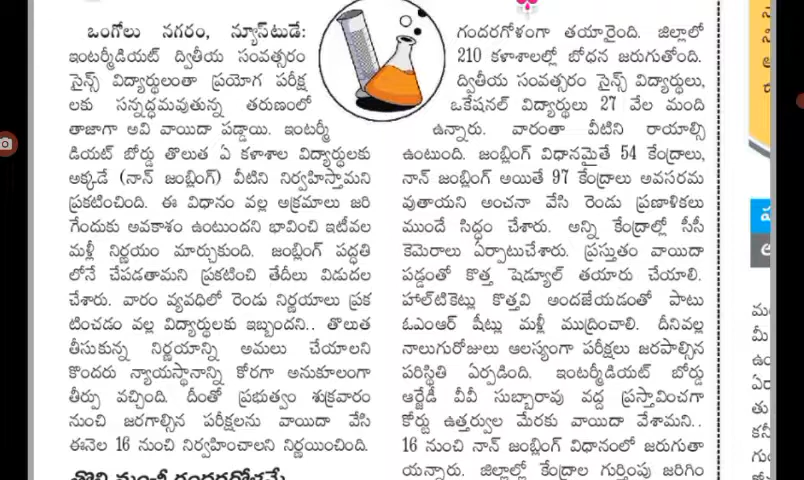 ఒంగోలు నగరం, న్యూస్‌టుడే:
ఇంటర్మీడియట్ ద్వితీయ సంవత్సరం
సైన్స్ విద్యార్థులంతా ప్రయోగ పరీక్ష
లకు సన్నద్ధమవుతున్న తరుణంలో
తాజాగా అవి వాయిదా పడ్డాయి. ఇంటర్మీ
డియట్ బోర్డు తొలుత ఏ కళాశాల విద్యార్థులకు
అక్కడే (నాన్ జంబ్లింగ్) వీటిని నిర్వహిస్తామని
ప్రకటించింది. ఈ విధానం వల్ల అక్రమాలు జరి
గేందుకు అవకాశం ఉంటుందని భావించి ఇటీవల
మళ్లీ నిర్ణయం మార్చుకుంది. జంబ్లింగ్ పద్ధతి
లోనే చేపడతామని ప్రకటించి తేదీలు విడుదల
చేశారు. వారం వ్యవధిలో రెండు నిర్ణయాలు ప్రక
టించడం వల్ల విద్యార్థులకు ఇబ్బందని.. తొలుత
తీసుకున్న నిర్ణయాన్ని అమలు చేయాలని
కొందరు న్యాయస్థానాన్ని కోరగా అనుకూలంగా
తీర్పు వచ్చింది. దీంతో ప్రభుత్వం శుక్రవారం
నుంచి జరగాల్సిన పరీక్షలను వాయిదా వేసి
ఈనెల 16 నుంచి నిర్వహించాలని నిర్ణయించింది.
గందరగోళంగా తయారైంది. జిల్లాలో
210 కళాశాలల్లో బోధన జరుగుతోంది.
ద్వితీయ సంవత్సరం సైన్స్ విద్యార్థులు,
ఒకేషనల్ విద్యార్థులు 27 వేల మంది
ఉన్నారు. వారంతా వీటిని రాయాల్సి
ఉంటుంది. జంబ్లింగ్ విధానమైతే 54 కేంద్రాలు,
నాన్ జంబ్లింగ్ అయితే 97 కేంద్రాలు అవసరమ
వుతాయని అంచనా వేసి రెండు ప్రణాళికలు
ముందే సిద్ధం చేశారు. అన్ని కేంద్రాల్లో సీసీ
కెమెరాలు ఏర్పాటుచేశారు. ప్రస్తుతం వాయిదా
పడ్డంతో కొత్త షెడ్యూల్ తయారు చేయాలి.
హాల్‌టికెట్లు కొత్తవి అందజేయడంతో పాటు
ఓఎంఆర్ షీట్లు మళ్లీ ముద్రించాలి. దీనివల్ల
నాలుగురోజులు ఆలస్యంగా పరీక్షలు జరపాల్సిన
పరిస్థితి ఏర్పడింది. ఇంటర్మీడియట్ బోర్డు
ఆర్జేడీ వీవీ సుబ్బారావు వద్ద ప్రస్తావించగా
కోర్టు ఉత్తర్వుల మేరకు వాయిదా వేశామని..
16 నుంచి నాన్ జంబ్లింగ్ విధానంలో జరుగుతా
యన్నారు. జిల్లాల్లో కేంద్రాల గుర్తింపు జరిగిం